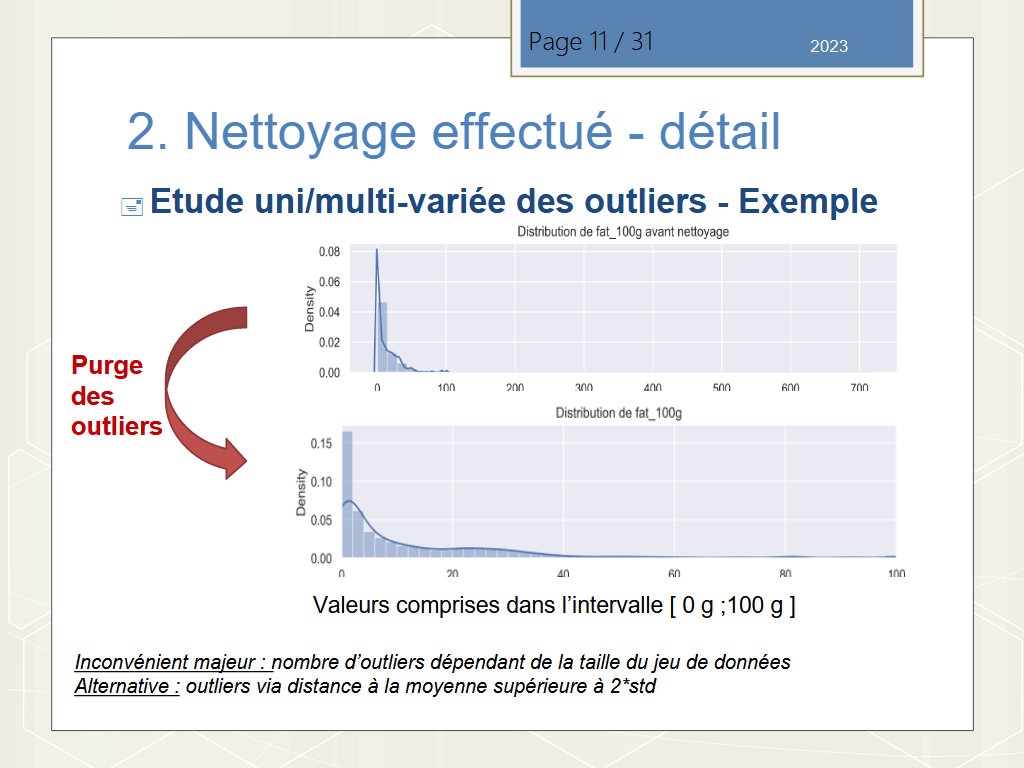 Page 11 / 31
2023
2. Nettoyage effectué - détail
Etude uni/multi-variée des outliers - Exemple
Distribution de fat_100g avant nettoyage
Density
0.08
0.06
0.04
0.02
0.00
0 100 200 300 400 500 600 700
Purge
des
outliers
Distribution de fat_100g
Density
0.15
0.10
0.05
0.00
0 20 40 60 80 100
Valeurs comprises dans l’intervalle [ 0 g ;100 g ]
Inconvénient majeur : nombre d’outliers dépendant de la taille du jeu de données
Alternative : outliers via distance à la moyenne supérieure à 2*std